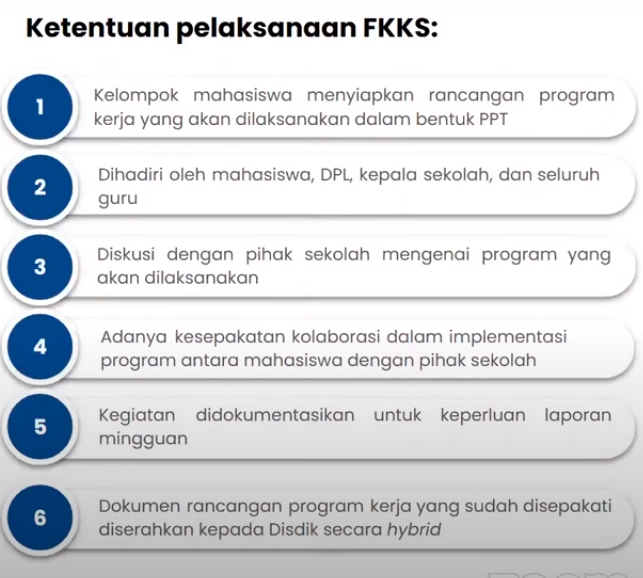 Ketentuan pelaksanaan FKKS:
1
Kelompok mahasiswa menyiapkan rancangan program
kerja yang akan dilaksanakan dalam bentuk PPT
2
Dihadiri oleh mahasiswa, DPL, kepala sekolah, dan seluruh
guru
3
Diskusi dengan pihak sekolah mengenai program yang
akan dilaksanakan
4
Adanya kesepakatan kolaborasi dalam implementasi
program antara mahasiswa dengan pihak sekolah
5
Kegiatan didokumentasikan untuk keperluan laporan
mingguan
6
Dokumen rancangan program kerja yang sudah disepakati
diserahkan kepada Disdik secara hybrid